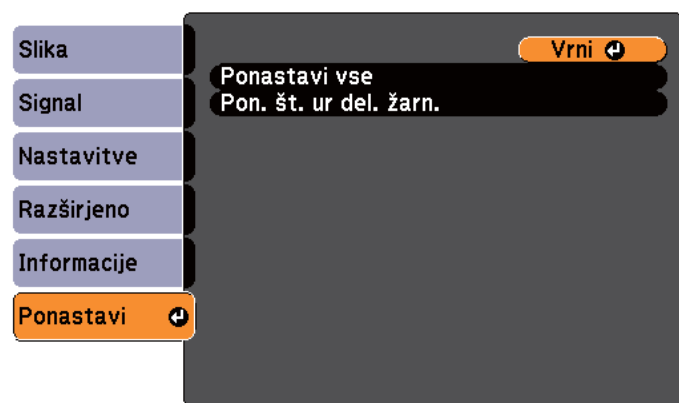 Slika
Signal
Nastavitve
Razširjeno
Informacije
Ponastavi
Vrni
Ponastavi vse
Pon. št. ur del. žarn.